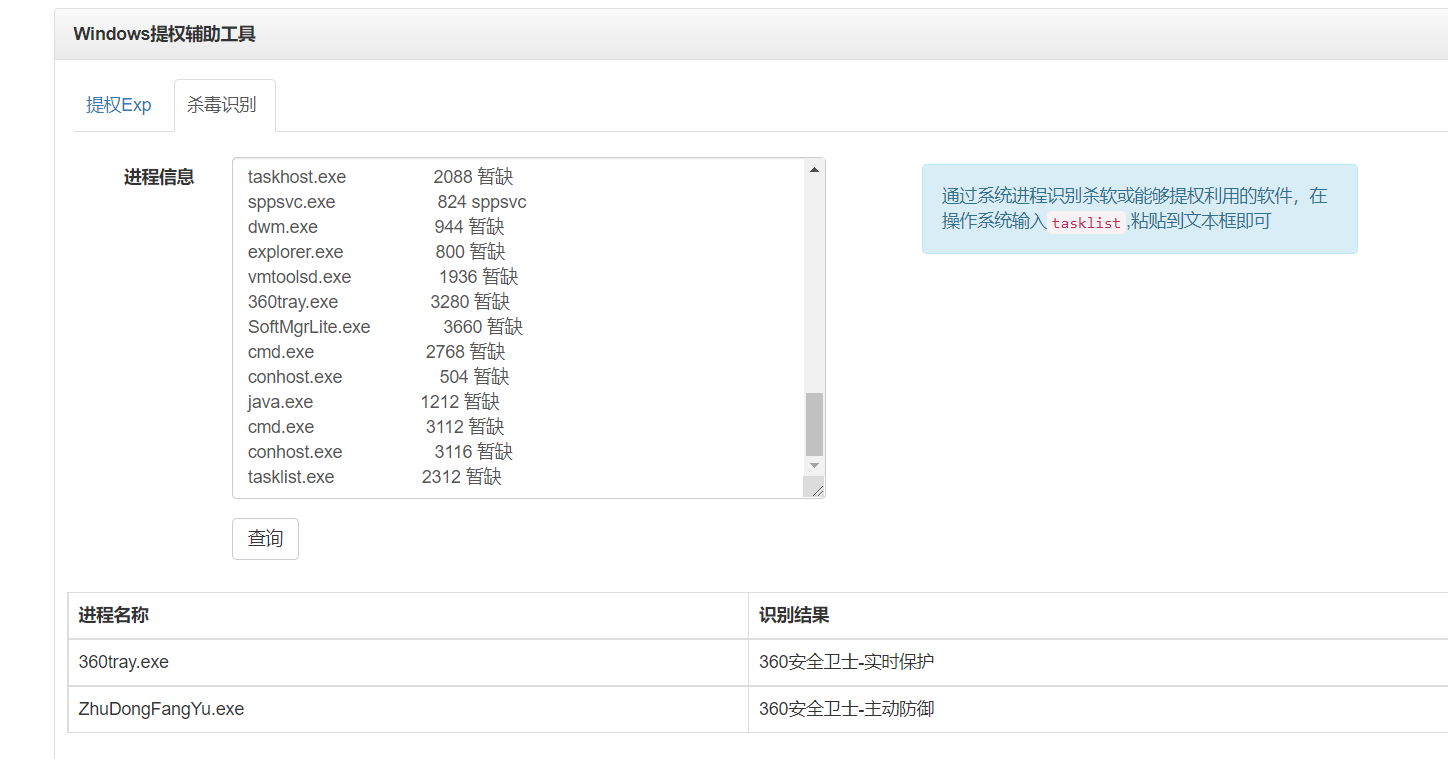 Windows提权辅助工具
提权Exp 杀毒识别
进程信息
taskhost.exe 2088 暂缺
sppsvc.exe 824 sppsvc
dwm.exe 944 暂缺
explorer.exe 800 暂缺
vmtoolsd.exe 1936 暂缺
360tray.exe 3280 暂缺
SoftMgrLite.exe 3660 暂缺
cmd.exe 2768 暂缺
conhost.exe 504 暂缺
java.exe 1212 暂缺
cmd.exe 3112 暂缺
conhost.exe 3116 暂缺
tasklist.exe 2312 暂缺
通过系统进程识别杀软或能够提权利用的软件，在
操作系统输入 tasklist ,粘贴到文本框即可
查询
进程名称 识别结果
360tray.exe 360安全卫士-实时保护
ZhuDongFangYu.exe 360安全卫士-主动防御